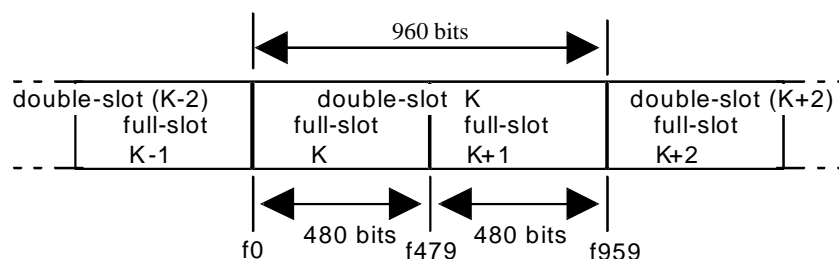 960 bits
double-slot (K-2) double-slot K double-slot (K+2)
full-slot full-slot full-slot full-slot
K-1 K K+1 K+2
480 bits 480 bits
f0 f479 f959